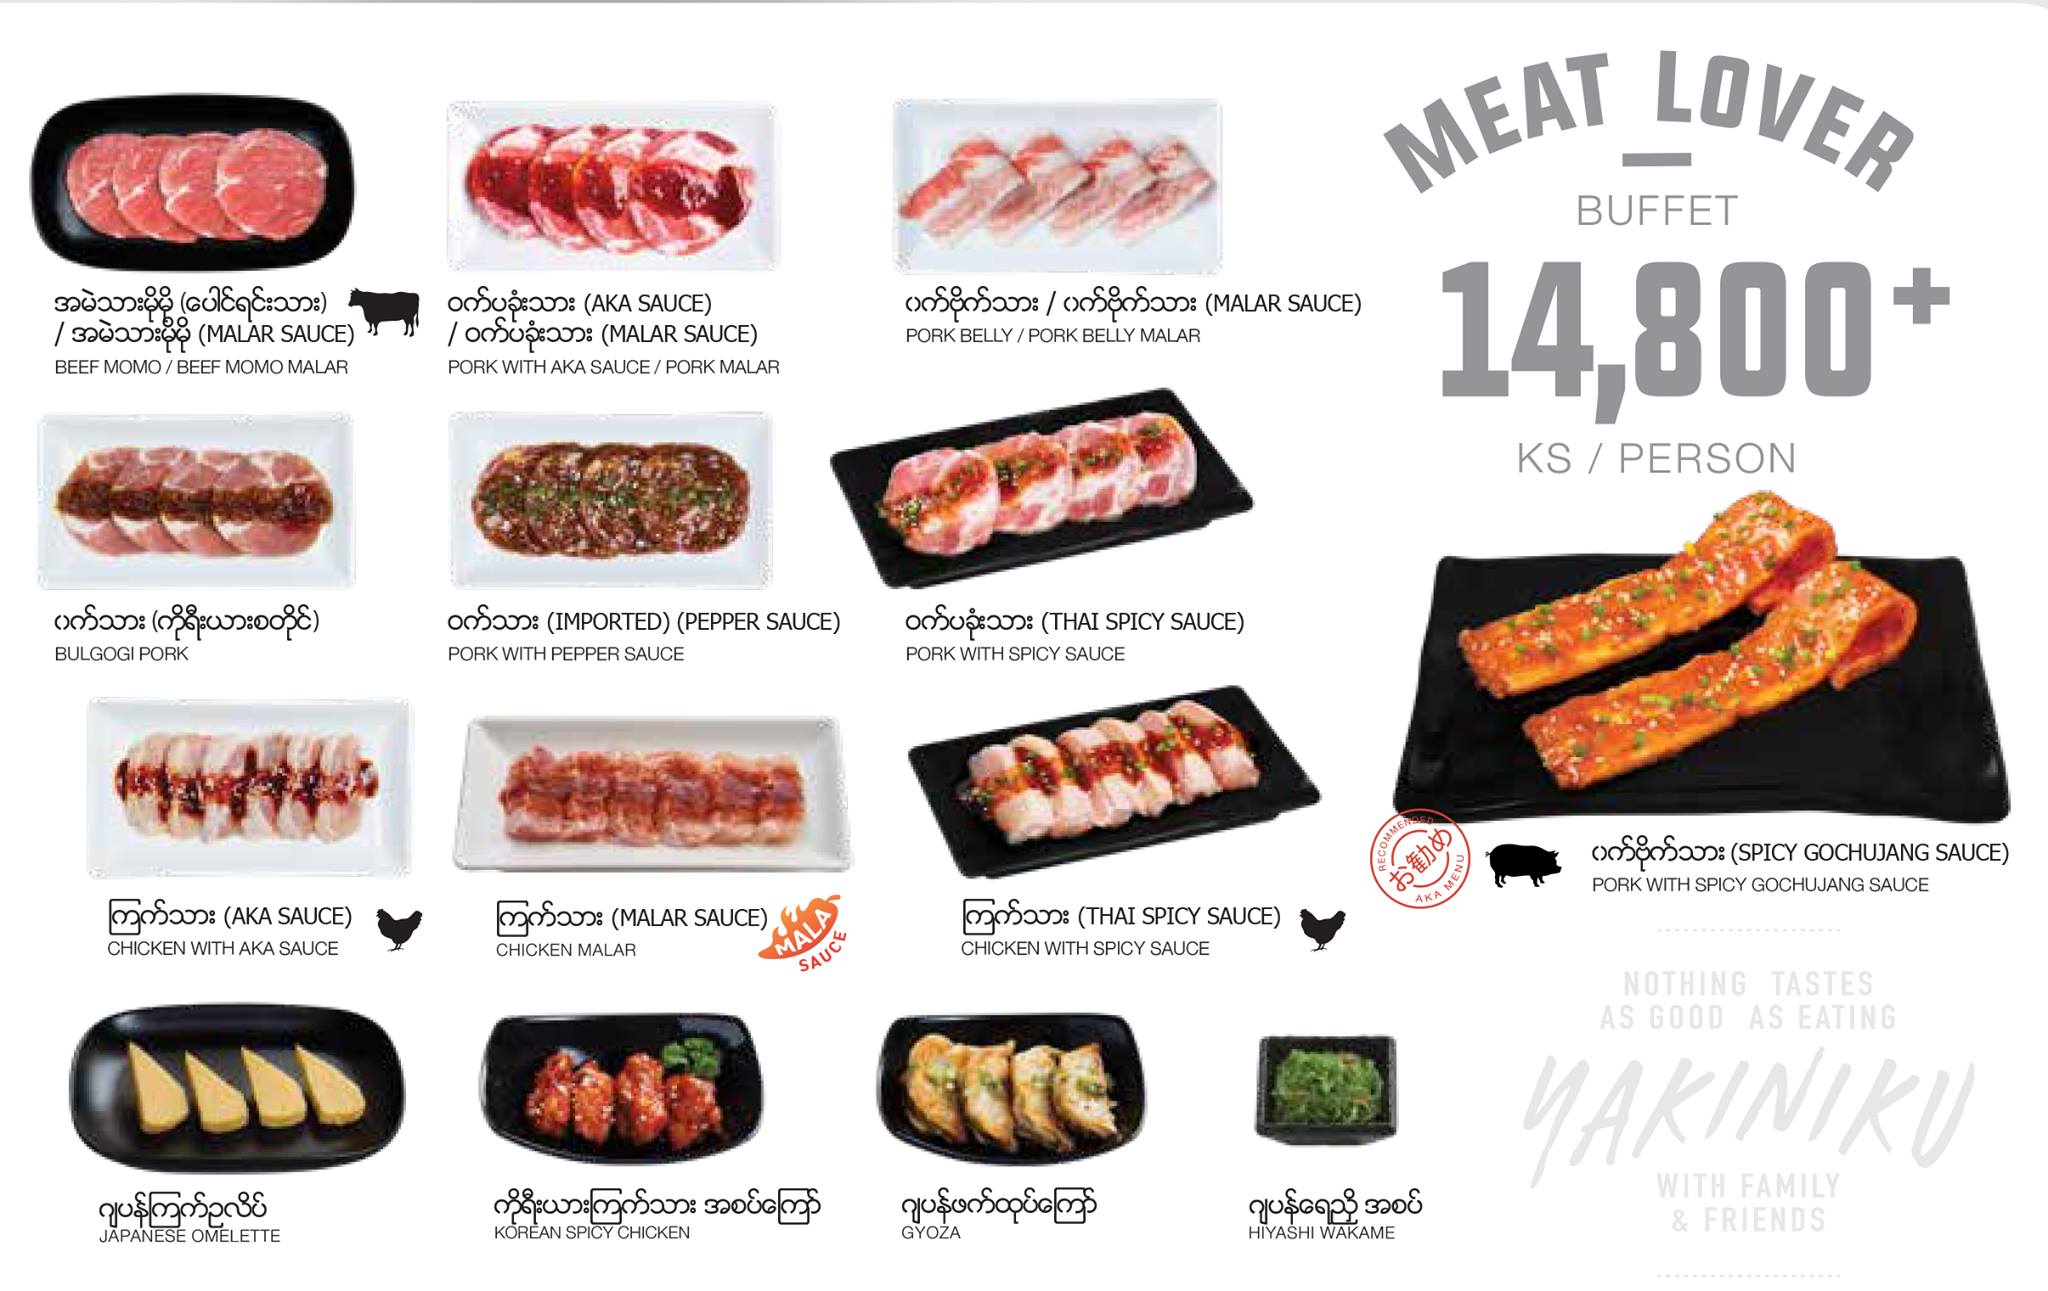 MEAT LOVER
BUFFET
14,800+
KS / PERSON
အမဲသားမိုမို (ပေါင်ရင်းသား)
/ အမဲသားမိုမို (MALAR SAUCE)
BEEF MOMO / BEEF MOMO MALAR
ဝက်ပခုံးသား (AKA SAUCE)
/ ဝက်ပခုံးသား (MALAR SAUCE)
PORK WITH AKA SAUCE / PORK MALAR
ဝက်ဗိုက်သား / ဝက်ဗိုက်သား (MALAR SAUCE)
PORK BELLY / PORK BELLY MALAR
ဝက်သား (ကိုရီးယားစတိုင်)
BULGOGI PORK
ဝက်သား (IMPORTED) (PEPPER SAUCE)
PORK WITH PEPPER SAUCE
ဝက်ပခုံးသား (THAI SPICY SAUCE)
PORK WITH SPICY SAUCE
RECOMMENDED
お勧め
AKA MENU
ဝက်ဗိုက်သား (SPICY GOCHUJANG SAUCE)
PORK WITH SPICY GOCHUJANG SAUCE
ကြက်သား (AKA SAUCE)
CHICKEN WITH AKA SAUCE
ကြက်သား (MALAR SAUCE)
CHICKEN MALAR
MALA
SAUCE
ကြက်သား (THAI SPICY SAUCE)
CHICKEN WITH SPICY SAUCE
ဂျပန်ကြက်ဥလိပ်
JAPANESE OMELETTE
ကိုရီးယားကြက်သား အစပ်ကြော်
KOREAN SPICY CHICKEN
ဂျပန်ဖက်ထုပ်ကြော်
GYOZA
ဂျပန်ရေညှိ အစပ်
HIYASHI WAKAME
NOTHING TASTES
AS GOOD AS EATING
YAKINIKU
WITH FAMILY
& FRIENDS